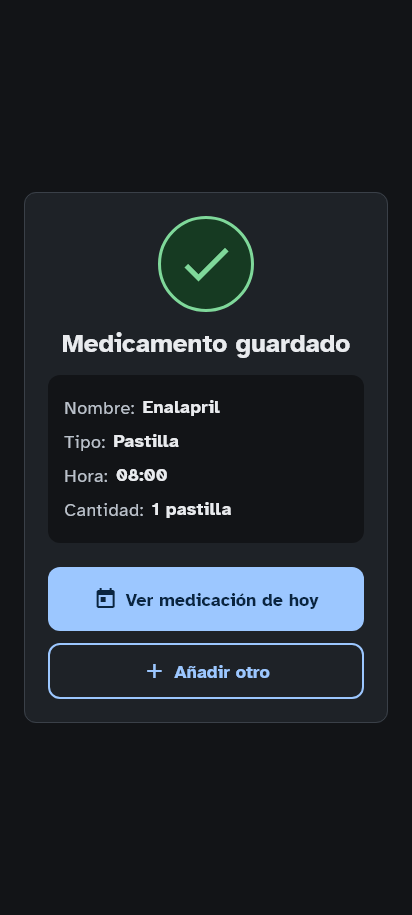 Medicamento guardado
Nombre: Enalapril
Tipo: Pastilla
Hora: 08:00
Cantidad: 1 pastilla
Ver medicación de hoy
Añadir otro